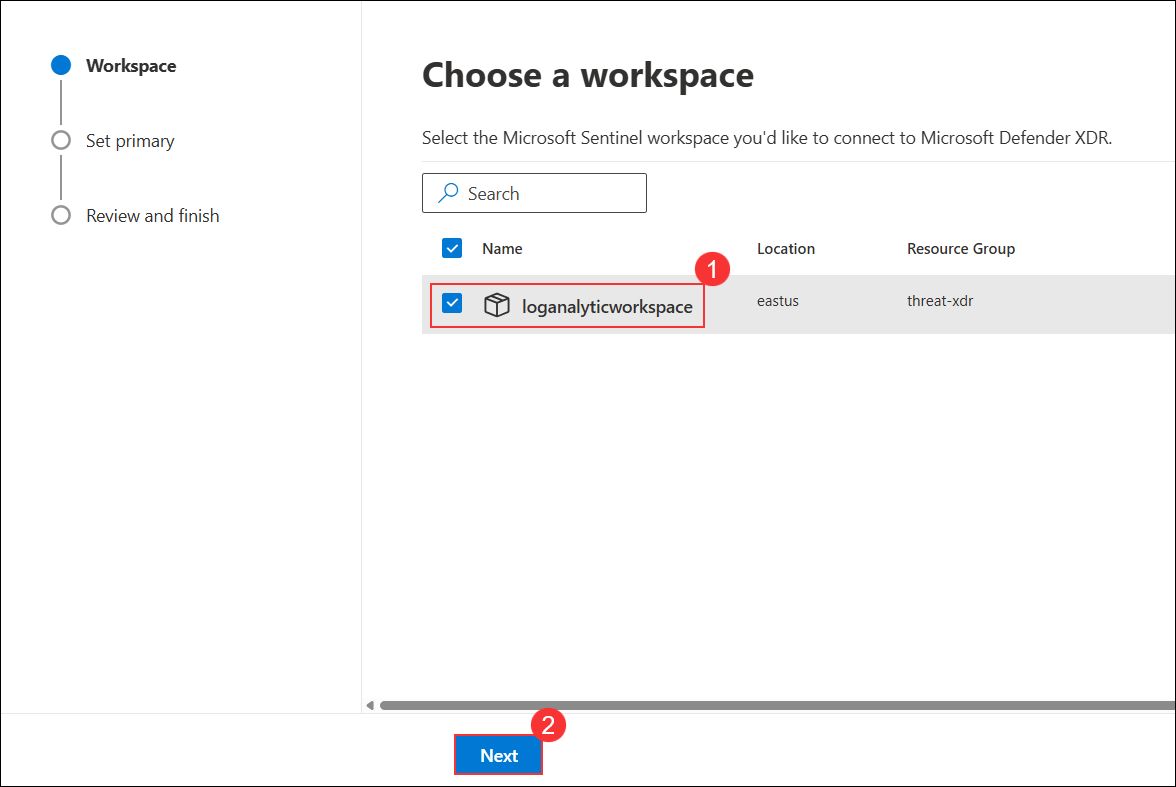 Workspace
Set primary
Review and finish
Choose a workspace
Select the Microsoft Sentinel workspace you'd like to connect to Microsoft Defender XDR.
Search
Name Location Resource Group
1
loganalyticworkspace eastus threat-xdr
2
Next